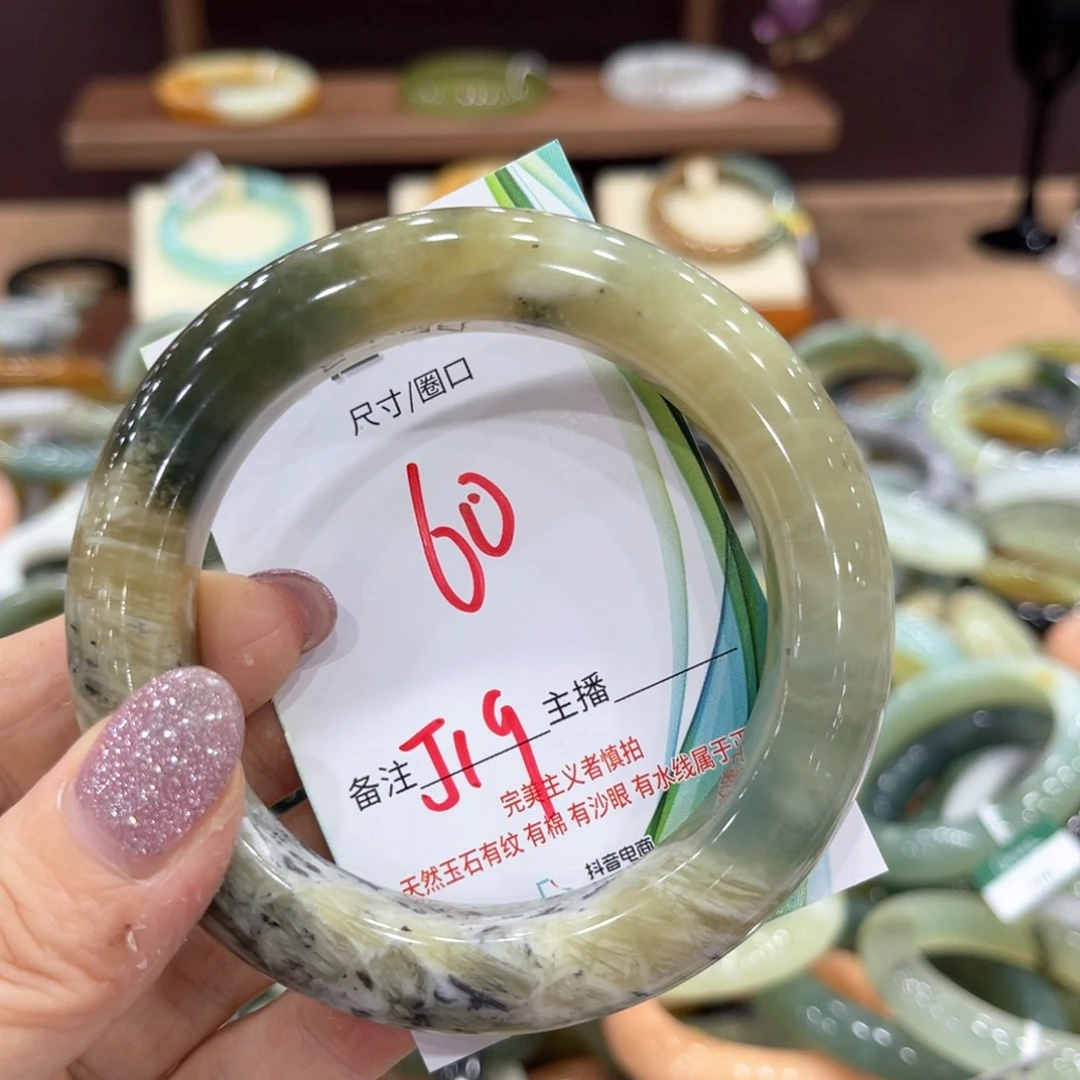 尺寸/圈口
60
备注 J19 主播
完美主义者慎拍
天然玉石有纹 有棉 有沙眼 有水线属于正
抖音电商